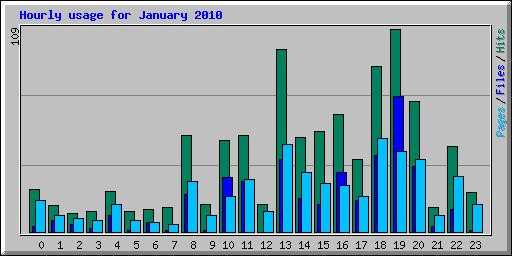 Hourly usage for January 2010
109
Pages / Files / Hits
0 1 2 3 4 5 6 7 8 9 10 11 12 13 14 15 16 17 18 19 20 21 22 23